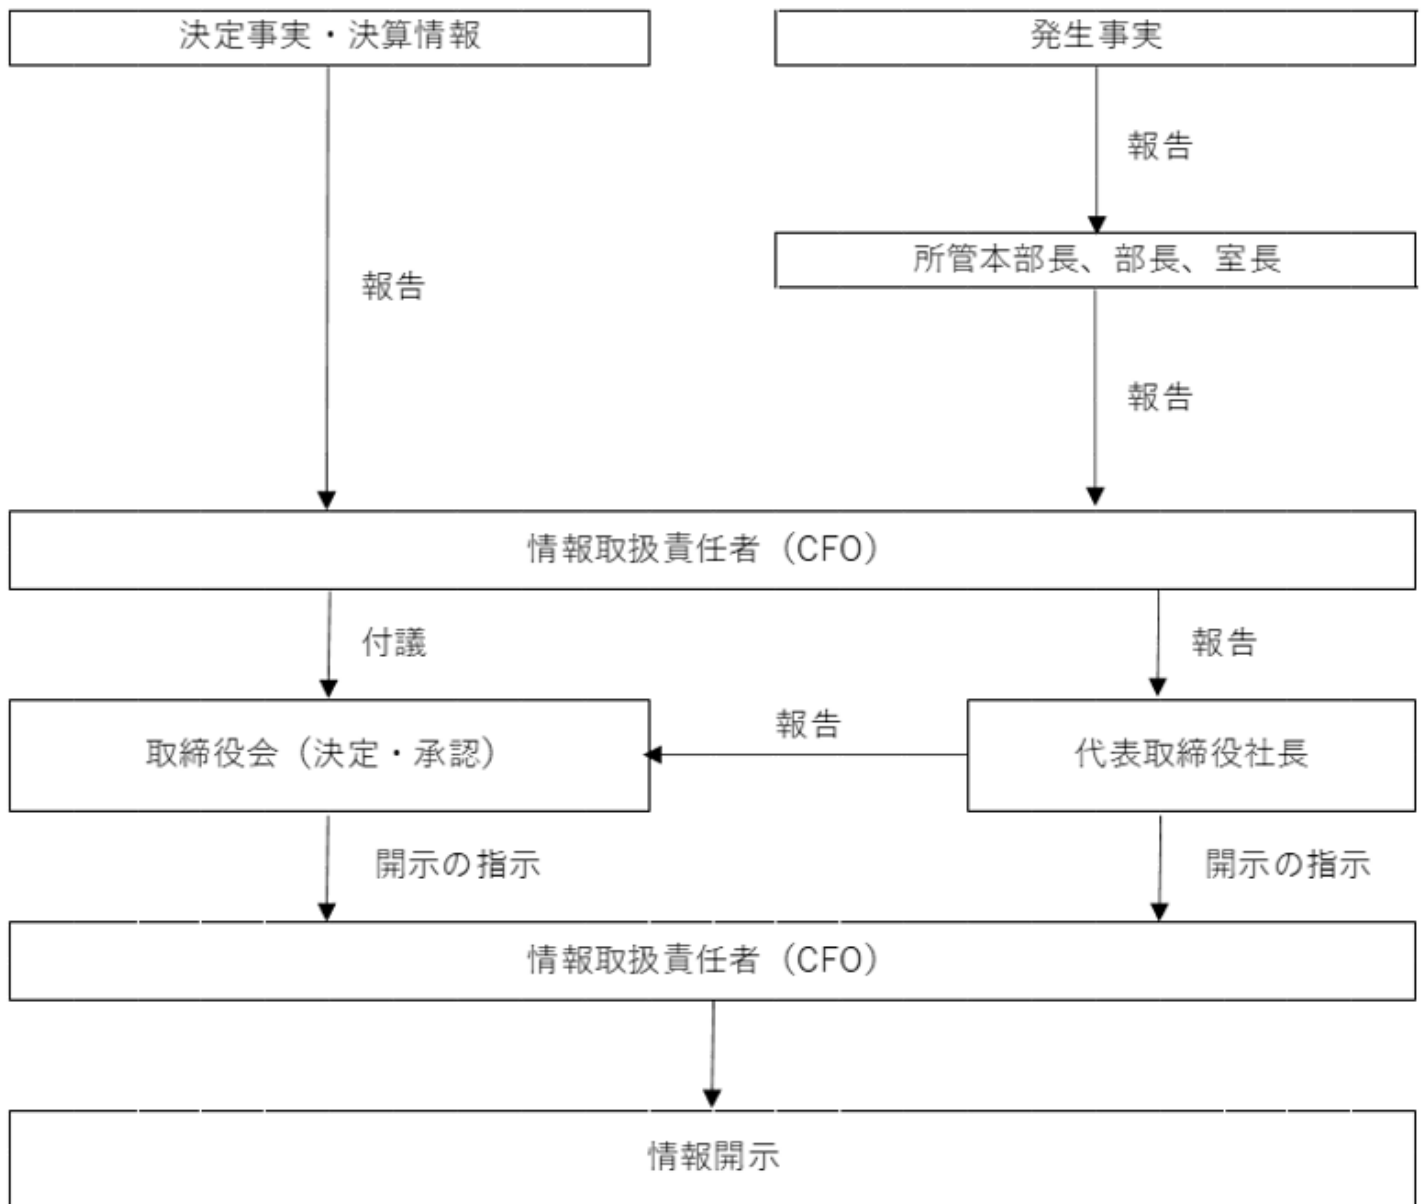 決定事実・決算情報
発生事実
報告
所管本部長、部長、室長
報告
報告
情報取扱責任者（CFO）
付議
報告
取締役会（決定・承認）
報告
代表取締役社長
開示の指示
開示の指示
情報取扱責任者（CFO）
情報開示